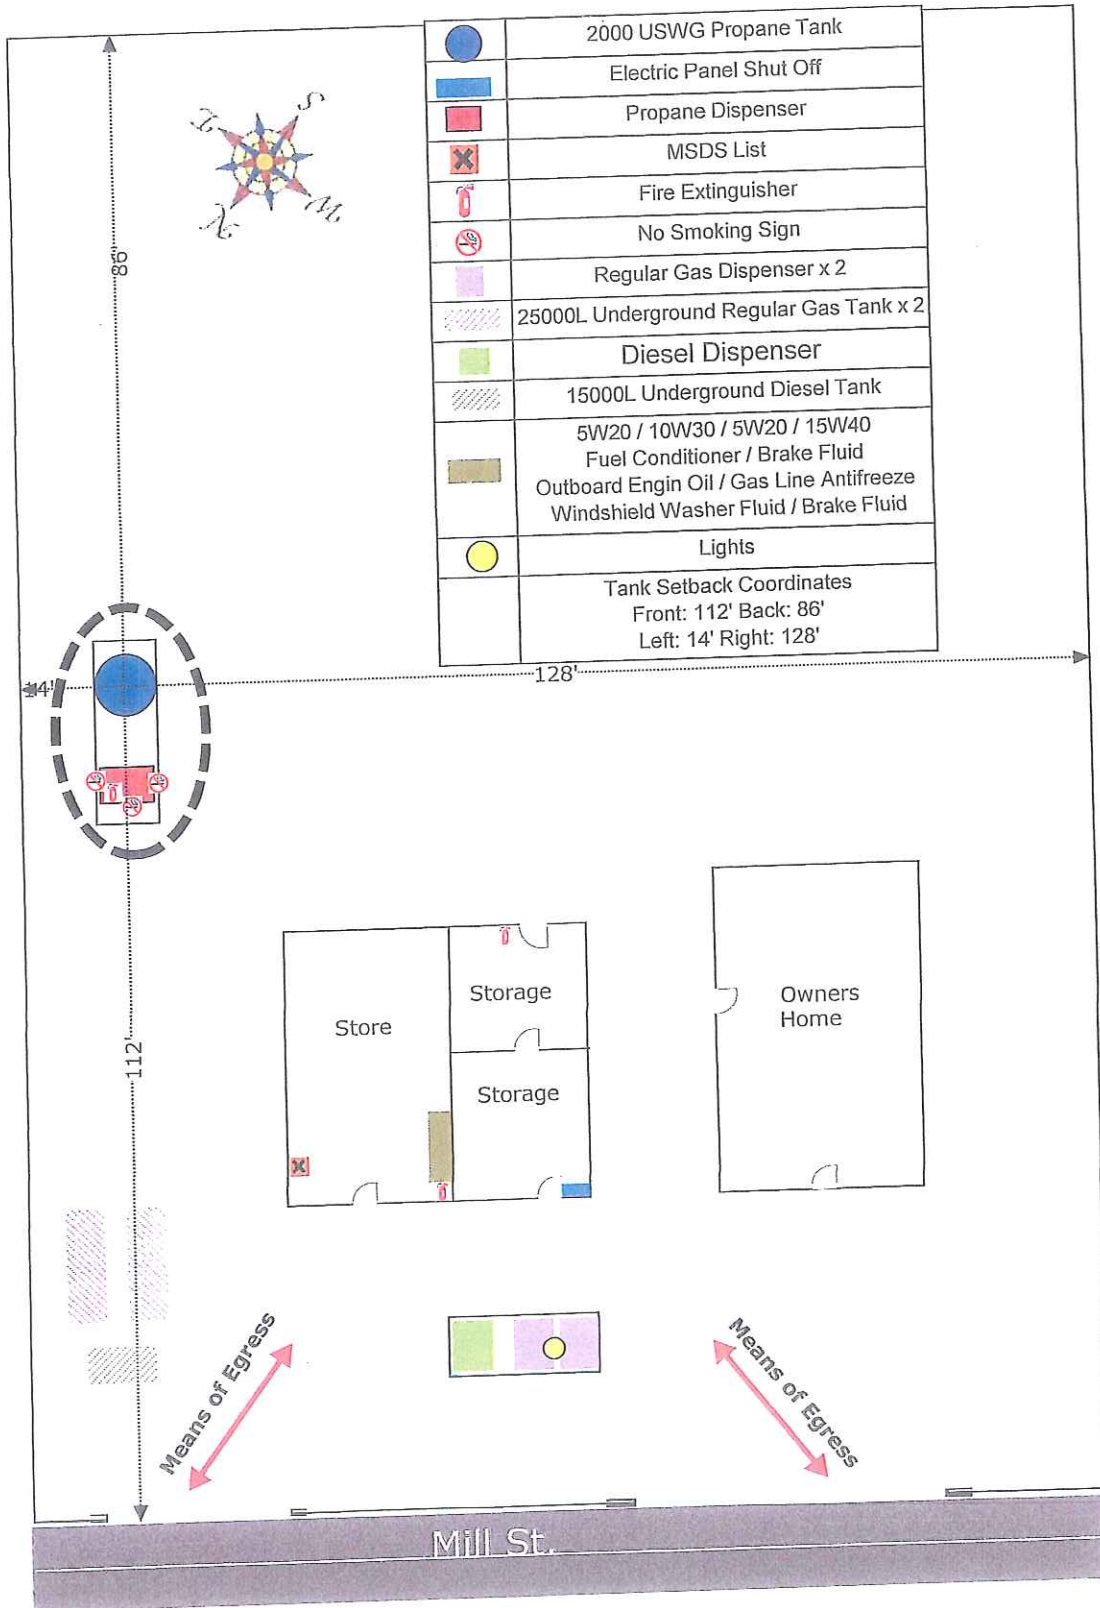 2000 USWG Propane Tank
Electric Panel Shut Off
Propane Dispenser
MSDS List
Fire Extinguisher
No Smoking Sign
Regular Gas Dispenser x 2
25000L Underground Regular Gas Tank x 2
Diesel Dispenser
15000L Underground Diesel Tank
5W20 / 10W30 / 5W20 / 15W40
Fuel Conditioner / Brake Fluid
Outboard Engin Oil / Gas Line Antifreeze
Windshield Washer Fluid / Brake Fluid
Lights
Tank Setback Coordinates
Front: 112' Back: 86'
Left: 14' Right: 128'
S
E
W
N
86'
14'
128'
112'
Store
Storage
Storage
Owners
Home
Means of Egress
Means of Egress
Mill St.